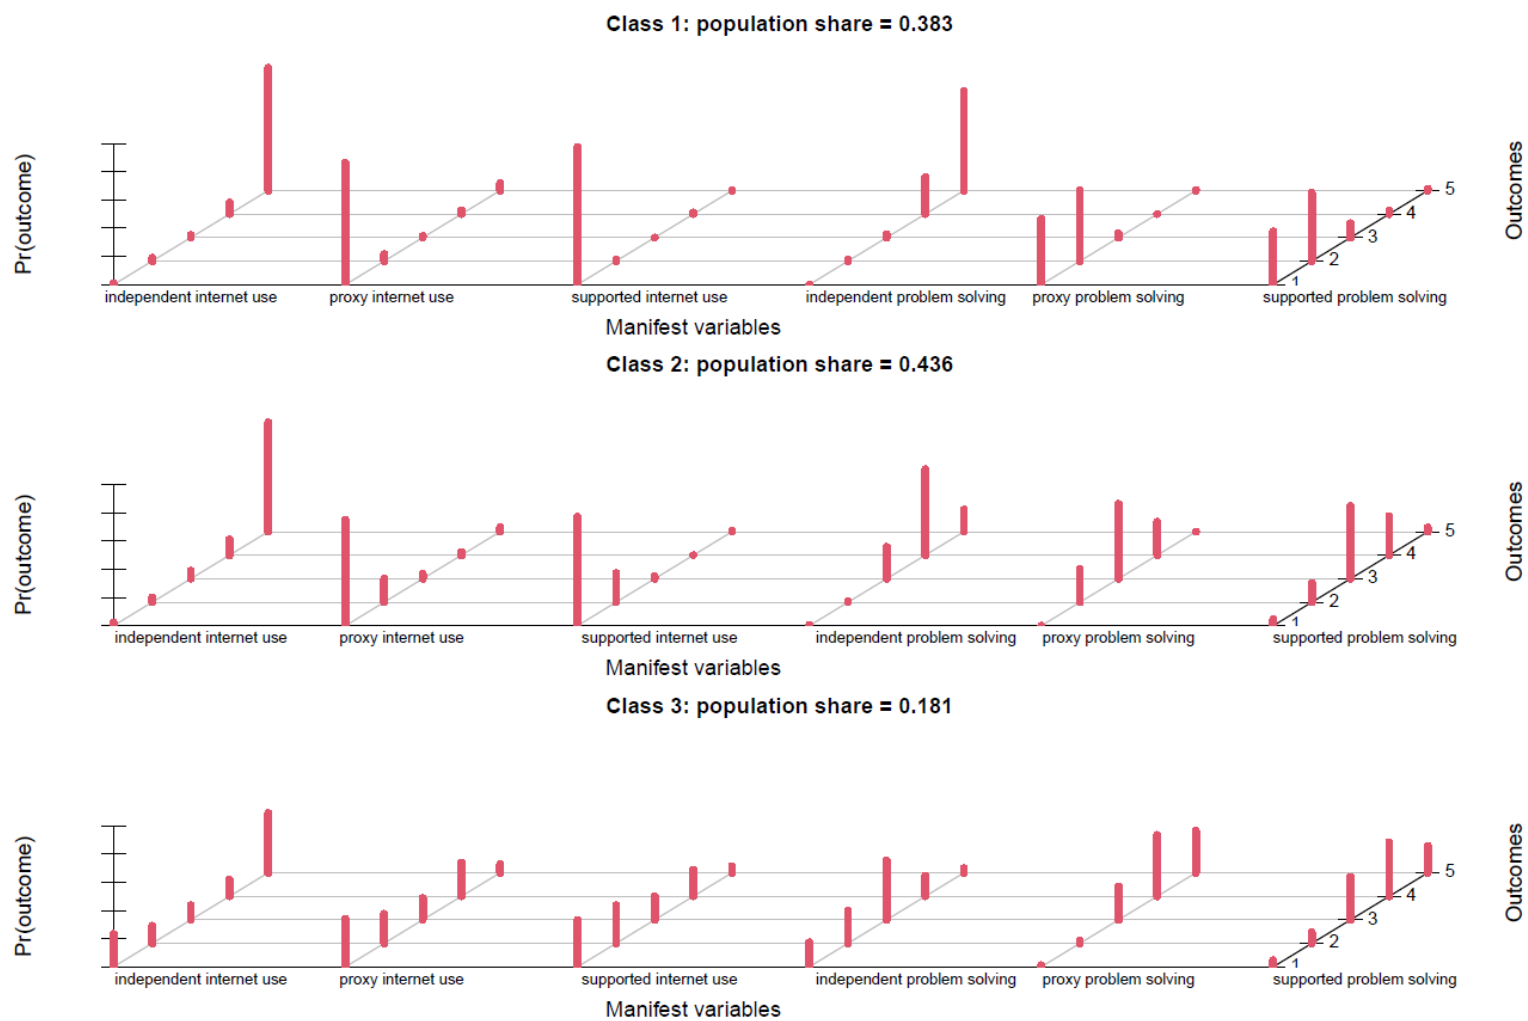 Class 1: population share = 0.383
Pr(outcome)
Outcomes
5
4
3
2
1
independent internet use proxy internet use supported internet use independent problem solving proxy problem solving supported problem solving
Manifest variables
Class 2: population share = 0.436
Pr(outcome)
Outcomes
5
4
3
2
1
independent internet use proxy internet use supported internet use independent problem solving proxy problem solving supported problem solving
Manifest variables
Class 3: population share = 0.181
Pr(outcome)
Outcomes
5
4
3
2
1
independent internet use proxy internet use supported internet use independent problem solving proxy problem solving supported problem solving
Manifest variables